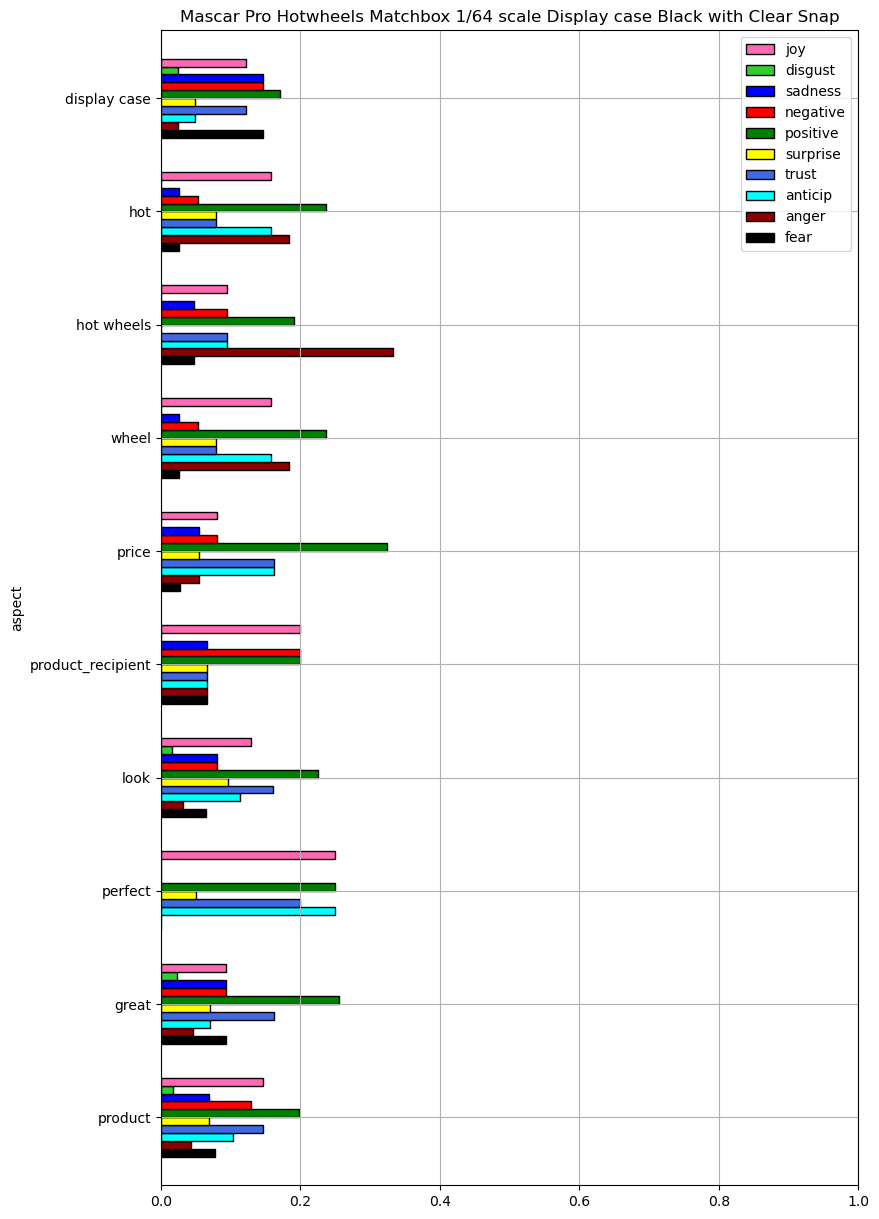 Mascar Pro Hotwheels Matchbox 1/64 scale Display case Black with Clear Snap
joy
disgust
sadness
negative
positive
surprise
trust
anticip
anger
fear
display case
hot
hot wheels
wheel
price
product_recipient
look
perfect
great
product
aspect
0.0 0.2 0.4 0.6 0.8 1.0